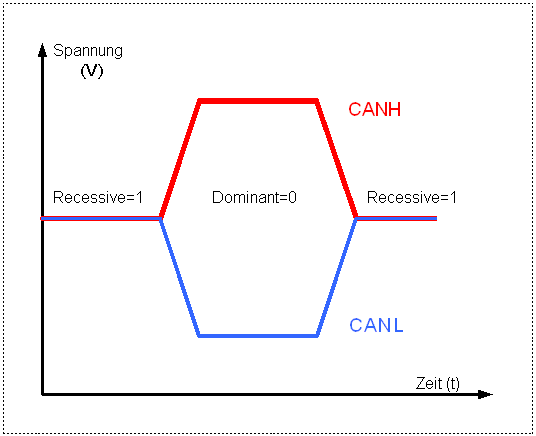 Spannung
(V)
CANH
Recessive=1
Dominant=0
Recessive=1
CANL
Zeit (t)